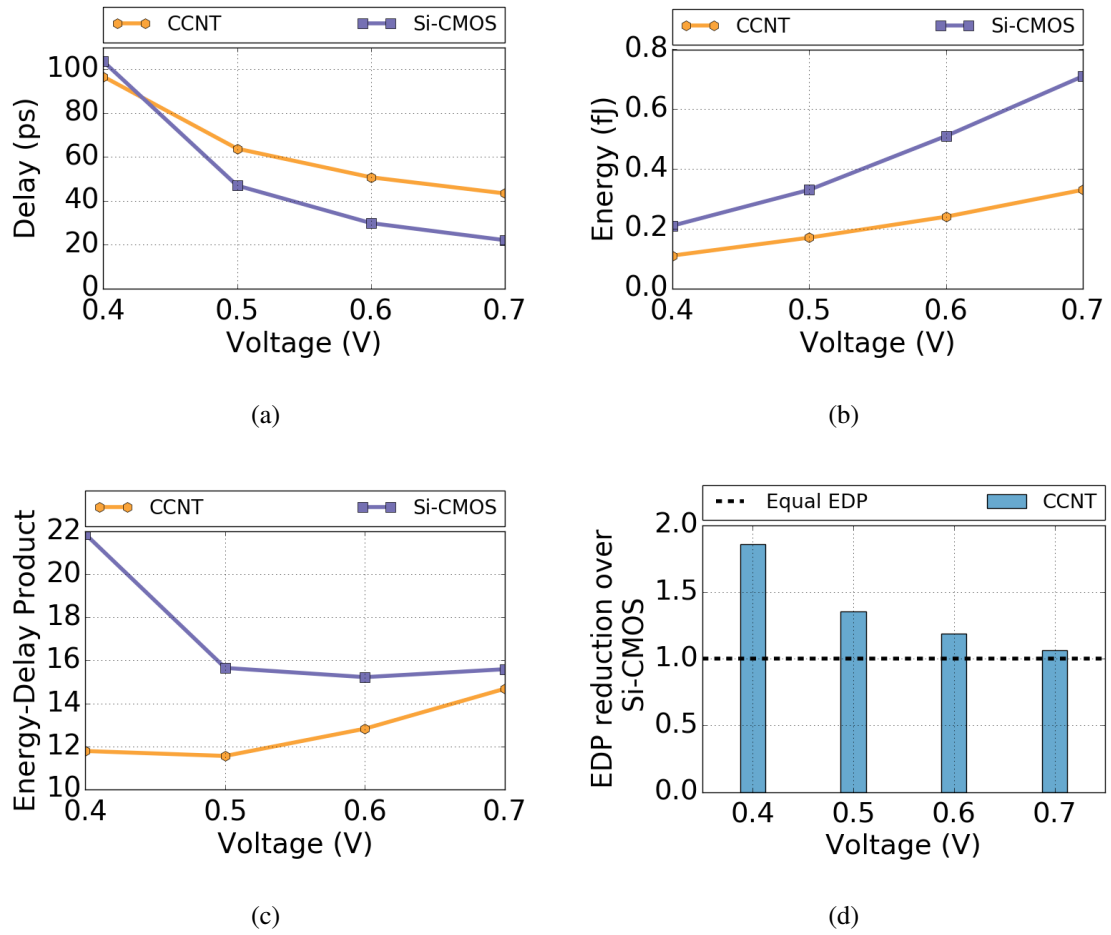 CCNT Si-CMOS
100
80
60
40
20
0
0.4 0.5 0.6 0.7
Delay (ps)
Voltage (V)
(a)
CCNT Si-CMOS
0.8
0.6
0.4
0.2
0.0
0.4 0.5 0.6 0.7
Energy (fJ)
Voltage (V)
(b)
CCNT Si-CMOS
22
20
18
16
14
12
10
0.4 0.5 0.6 0.7
Energy-Delay Product
Voltage (V)
(c)
Equal EDP CCNT
2.0
1.5
1.0
0.5
0.0
0.4 0.5 0.6 0.7
EDP reduction over
Si-CMOS
Voltage (V)
(d)